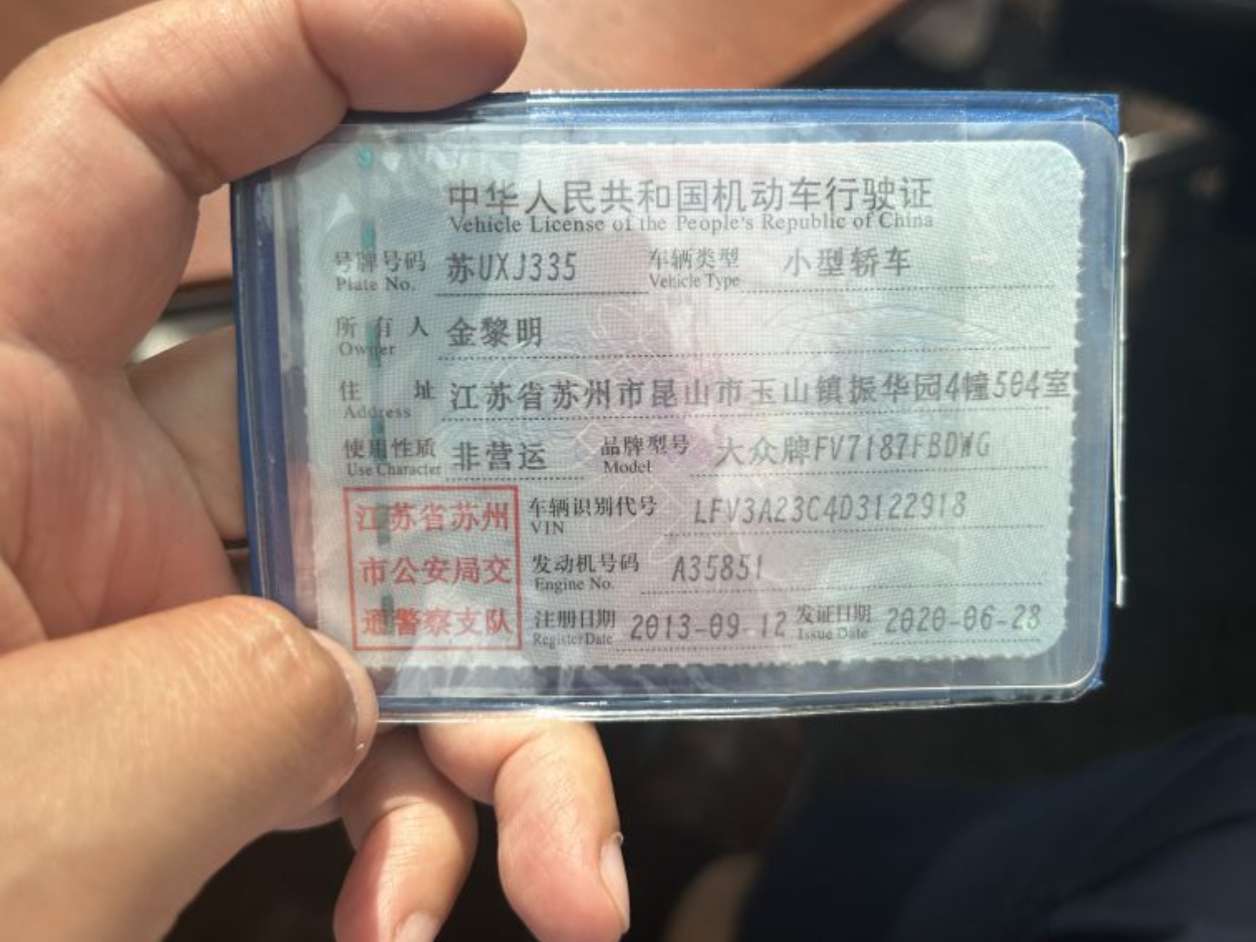 中华人民共和国机动车行驶证
Vehicle License of the People's Republic of China
号牌号码 苏UXJ335 车辆类型 小型轿车
Plate No. Vehicle Type
所有人 金黎明
Owner
住址 江苏省苏州市昆山市玉山镇振华园4幢504室
Address
使用性质 非营运 品牌型号 大众牌FV7187FBDWG
Use Character Model
江苏省苏州 车辆识别代号 LFV3A23C4D3122918
VIN
市公安局交 发动机号码 A35851
Engine No.
通警察支队 注册日期 2013-09-12 发证日期 2020-06-28
Register Date Issue Date